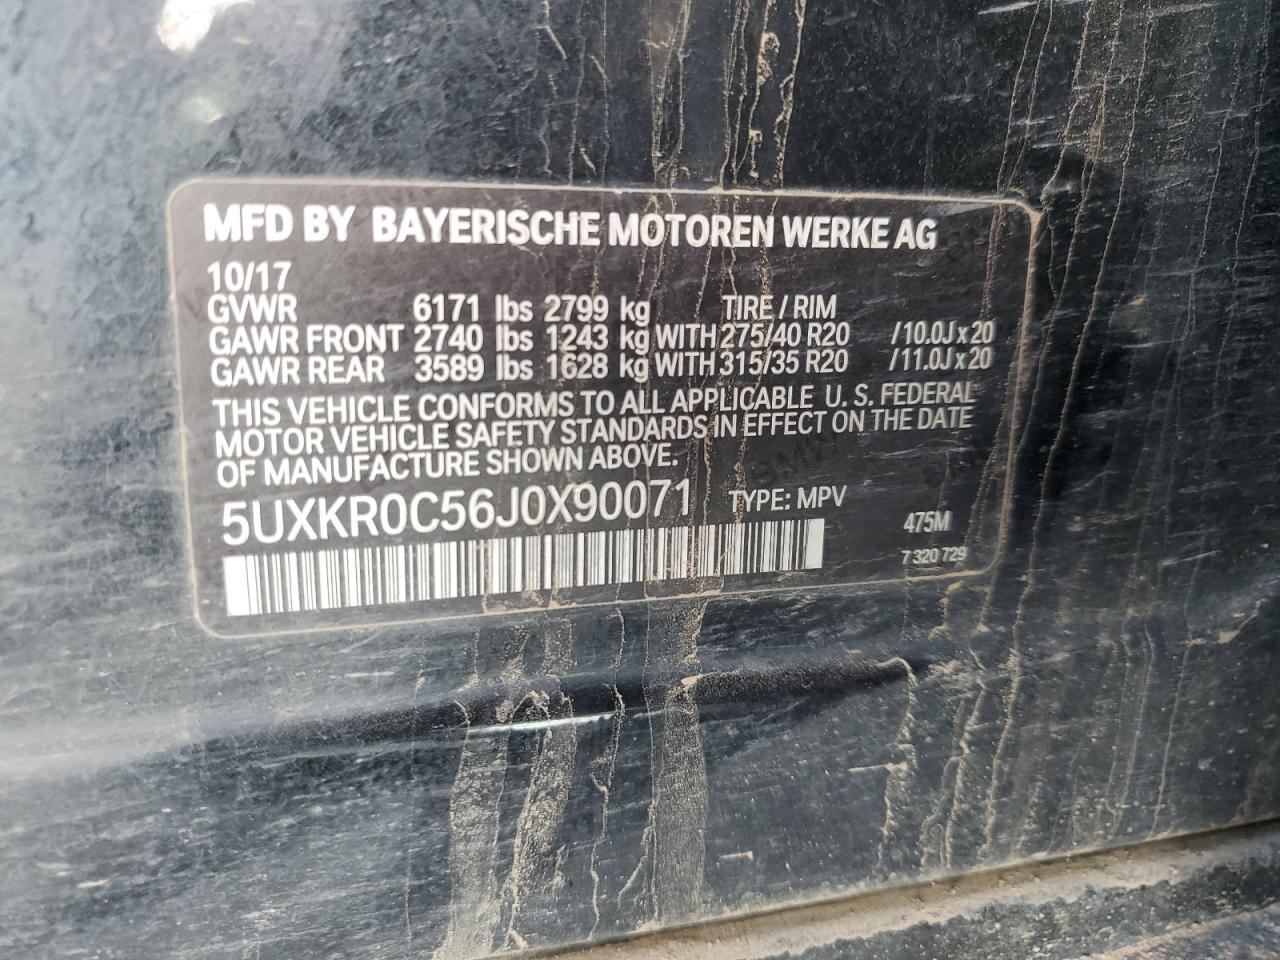 MFD BY BAYERISCHE MOTOREN WERKE AG
10/17
GVWR 6171 lbs 2799 kg TIRE / RIM
GAWR FRONT 2740 lbs 1243 kg WITH 275/40 R20 /10.0J x 20
GAWR REAR 3589 lbs 1628 kg WITH 315/35 R20 /11.0J x 20
THIS VEHICLE CONFORMS TO ALL APPLICABLE U.S. FEDERAL
MOTOR VEHICLE SAFETY STANDARDS IN EFFECT ON THE DATE
OF MANUFACTURE SHOWN ABOVE.
5UXKR0C56J0X90071 TYPE: MPV
475M
7 320 729